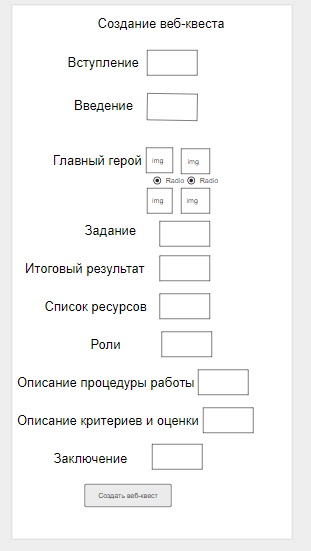 Создание веб-квеста
Вступление
Введение
Главный герой img img
Radio Radio
img img
Задание
Итоговый результат
Список ресурсов
Роли
Описание процедуры работы
Описание критериев и оценки
Заключение
Создать веб-квест